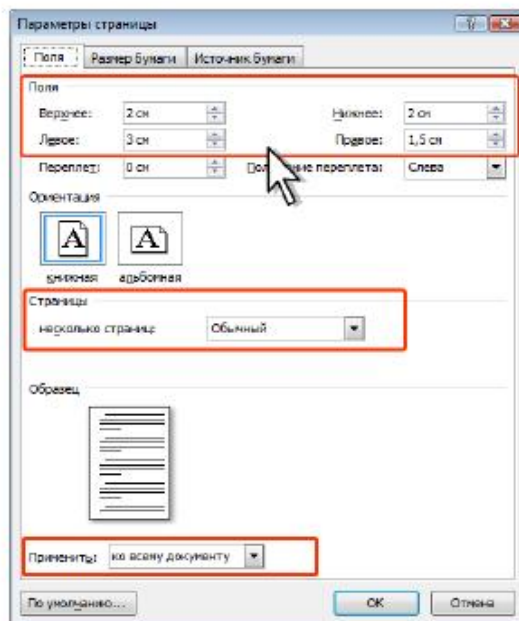 Параметры страницы
Поля Размер бумаги Источник бумаги
Поля
Верхнее: 2 см Нижнее: 2 см
Левое: 3 см Правое: 1,5 см
Переплет: 0 см переплета: Слева
Ориентация
A A
книжная альбомная
Страницы
несколько страниц: Обычный
Образец
Применить: ко всему документу
По умолчанию... ОК Отмена